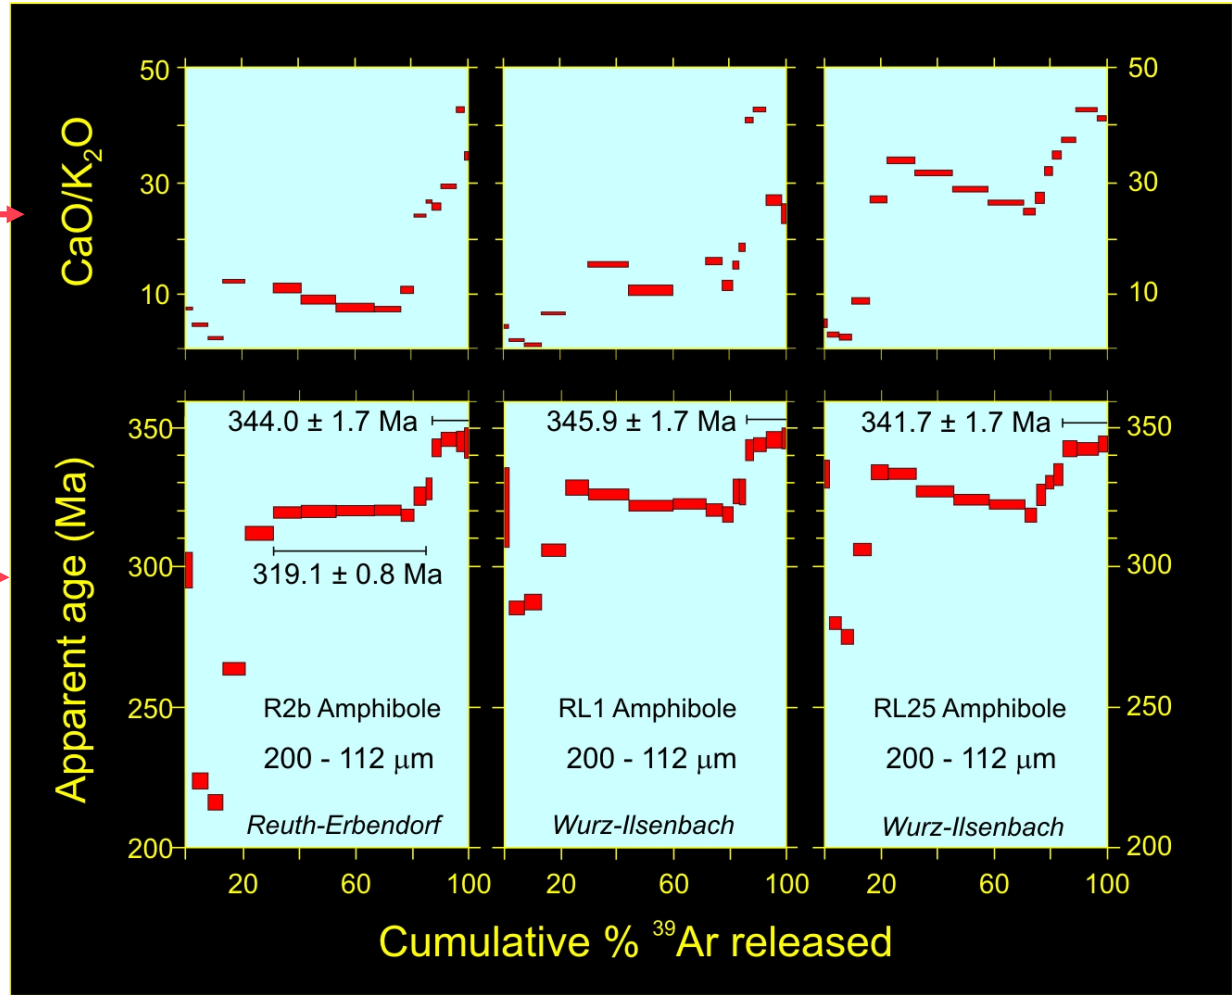 CaO/K₂O
50
30
10
50
30
10
Apparent age (Ma)
350
300
250
200
344.0 ± 1.7 Ma
319.1 ± 0.8 Ma
R2b Amphibole
200 - 112 μm
Reuth-Erbendorf
345.9 ± 1.7 Ma
RL1 Amphibole
200 - 112 μm
Wurz-Ilsenbach
341.7 ± 1.7 Ma
RL25 Amphibole
200 - 112 μm
Wurz-Ilsenbach
350
300
250
200
20 60 100 20 60 100 20 60 100
Cumulative % ³⁹Ar released